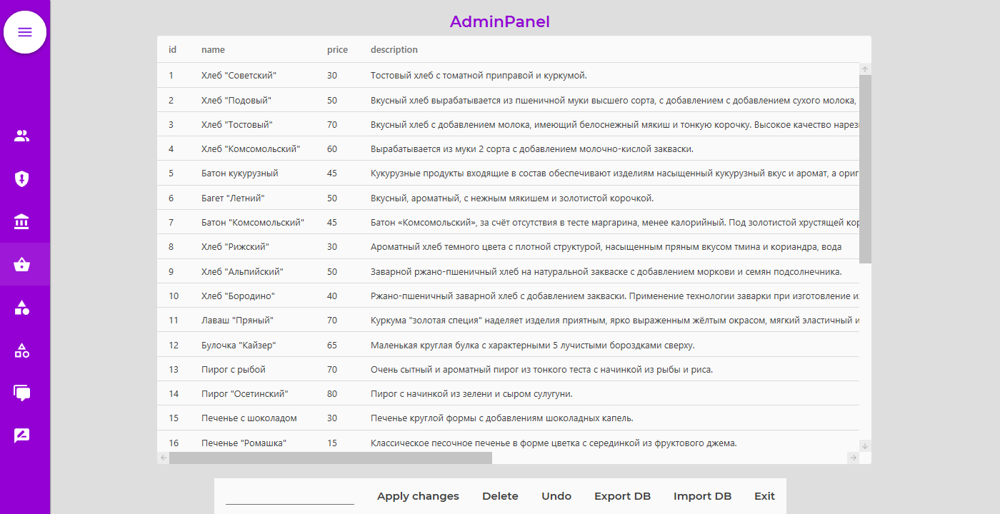 AdminPanel
id name price description
1 Хлеб "Советский" 30 Тостовый хлеб с томатной приправой и куркумой.
2 Хлеб "Подовый" 50 Вкусный хлеб вырабатывается из пшеничной муки высшего сорта, с добавлением с добавлением сухого молока,
3 Хлеб "Тостовый" 70 Вкусный хлеб с добавлением молока, имеющий белоснежный мякиш и тонкую корочку. Высокое качество
4 Хлеб "Комсомольский" 60 Вырабатывается из муки 2 сорта с добавлением молочно-кислой закваски.
5 Батон кукурузный 45 Кукурузные продукты входящие в состав обеспечивают изделиям насыщенный кукурузный вкус и аромат, а
6 Багет "Летний" 50 Вкусный, ароматный, с нежным мякишем и золотистой корочкой.
7 Батон "Комсомольский" 45 Батон «Комсомольский», за счёт отсутствия в тесте маргарина, менее калорийный. Под золотистой хрустящей
8 Хлеб "Рижский" 30 Ароматный хлеб темного цвета с плотной структурой, насыщенным пряным вкусом тмина и кориандра, вода
9 Хлеб "Альпийский" 50 Заварной ржано-пшеничный хлеб на натуральной закваске с добавлением моркови и семян подсолнечника.
10 Хлеб "Бородино" 40 Ржано-пшеничный заварной хлеб с добавлением закваски. Применение технологии заварки при изготовление
11 Лаваш "Пряный" 70 Куркума "золотая специя" наделяет изделия приятным, ярко выраженным жёлтым окрасом, мягкий эластичный и
12 Булочка "Кайзер" 65 Маленькая круглая булка с характерными 5 лучистыми бороздками сверху.
13 Пирог с рыбой 70 Очень сытный и ароматный пирог из тонкого теста с начинкой из рыбы и риса.
14 Пирог "Осетинский" 80 Пирог с начинкой из зелени и сыром сулугуни.
15 Печенье с шоколадом 30 Печенье круглой формы с добавлениям шоколадных капель.
16 Печенье "Ромашка" 15 Классическое песочное печенье в форме цветка с серединкой из фруктового джема.
Apply changes Delete Undo Export DB Import DB Exit